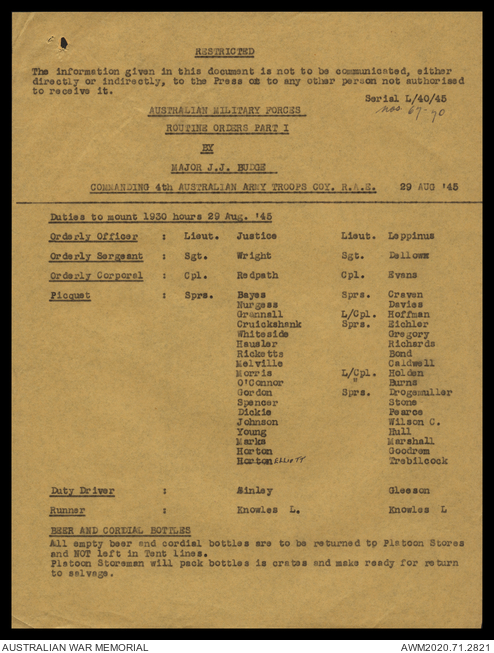 RESTRICTED
The information given in this document is not to be communicated, either
directly or indirectly, to the Press or to any other person not authorised
to receive it.
Serial L/40/45
nos 69-70
AUSTRALIAN MILITARY FORCES
ROUTINE ORDERS PART I
BY
MAJOR J.J. BUDGE
COMMANDING 4th AUSTRALIAN ARMY TROOPS COY. R.A.E. 29 AUG '45
Duties to mount 1930 hours 29 Aug. '45
Orderly Officer : Lieut. Justice Lieut. Leppinus
Orderly Sergeant : Sgt. Wright Sgt. Dellown
Orderly Corporal : Cpl. Redpath Cpl. Evans
Picquet : Sprs. Bayes Sprs. Craven
Nurgess Davies
Grannall L/Cpl. Hoffman
Cruickshank Sprs. Eichler
Whiteside Gregory
Hausler Richards
Ricketts Bond
Melville Caldwell
Morris L/Cpl. Holden
O'Connor " Burns
Gordon Sprs. Drogemuller
Spencer Stone
Dickie Pearce
Johnson Wilson C.
Young Hull
Marks Marshall
Horton Goodrem
Horton Elliott Trebilcock
Duty Driver : Binley Gleeson
Runner : Knowles L. Knowles L
BEER AND CORDIAL BOTTLES
All empty beer and cordial bottles are to be returned to Platoon Stores
and NOT left in Tent lines.
Platoon Storeman will pack bottles is crates and make ready for return
to salvage.
AUSTRALIAN WAR MEMORIAL AWM2020.71.2821